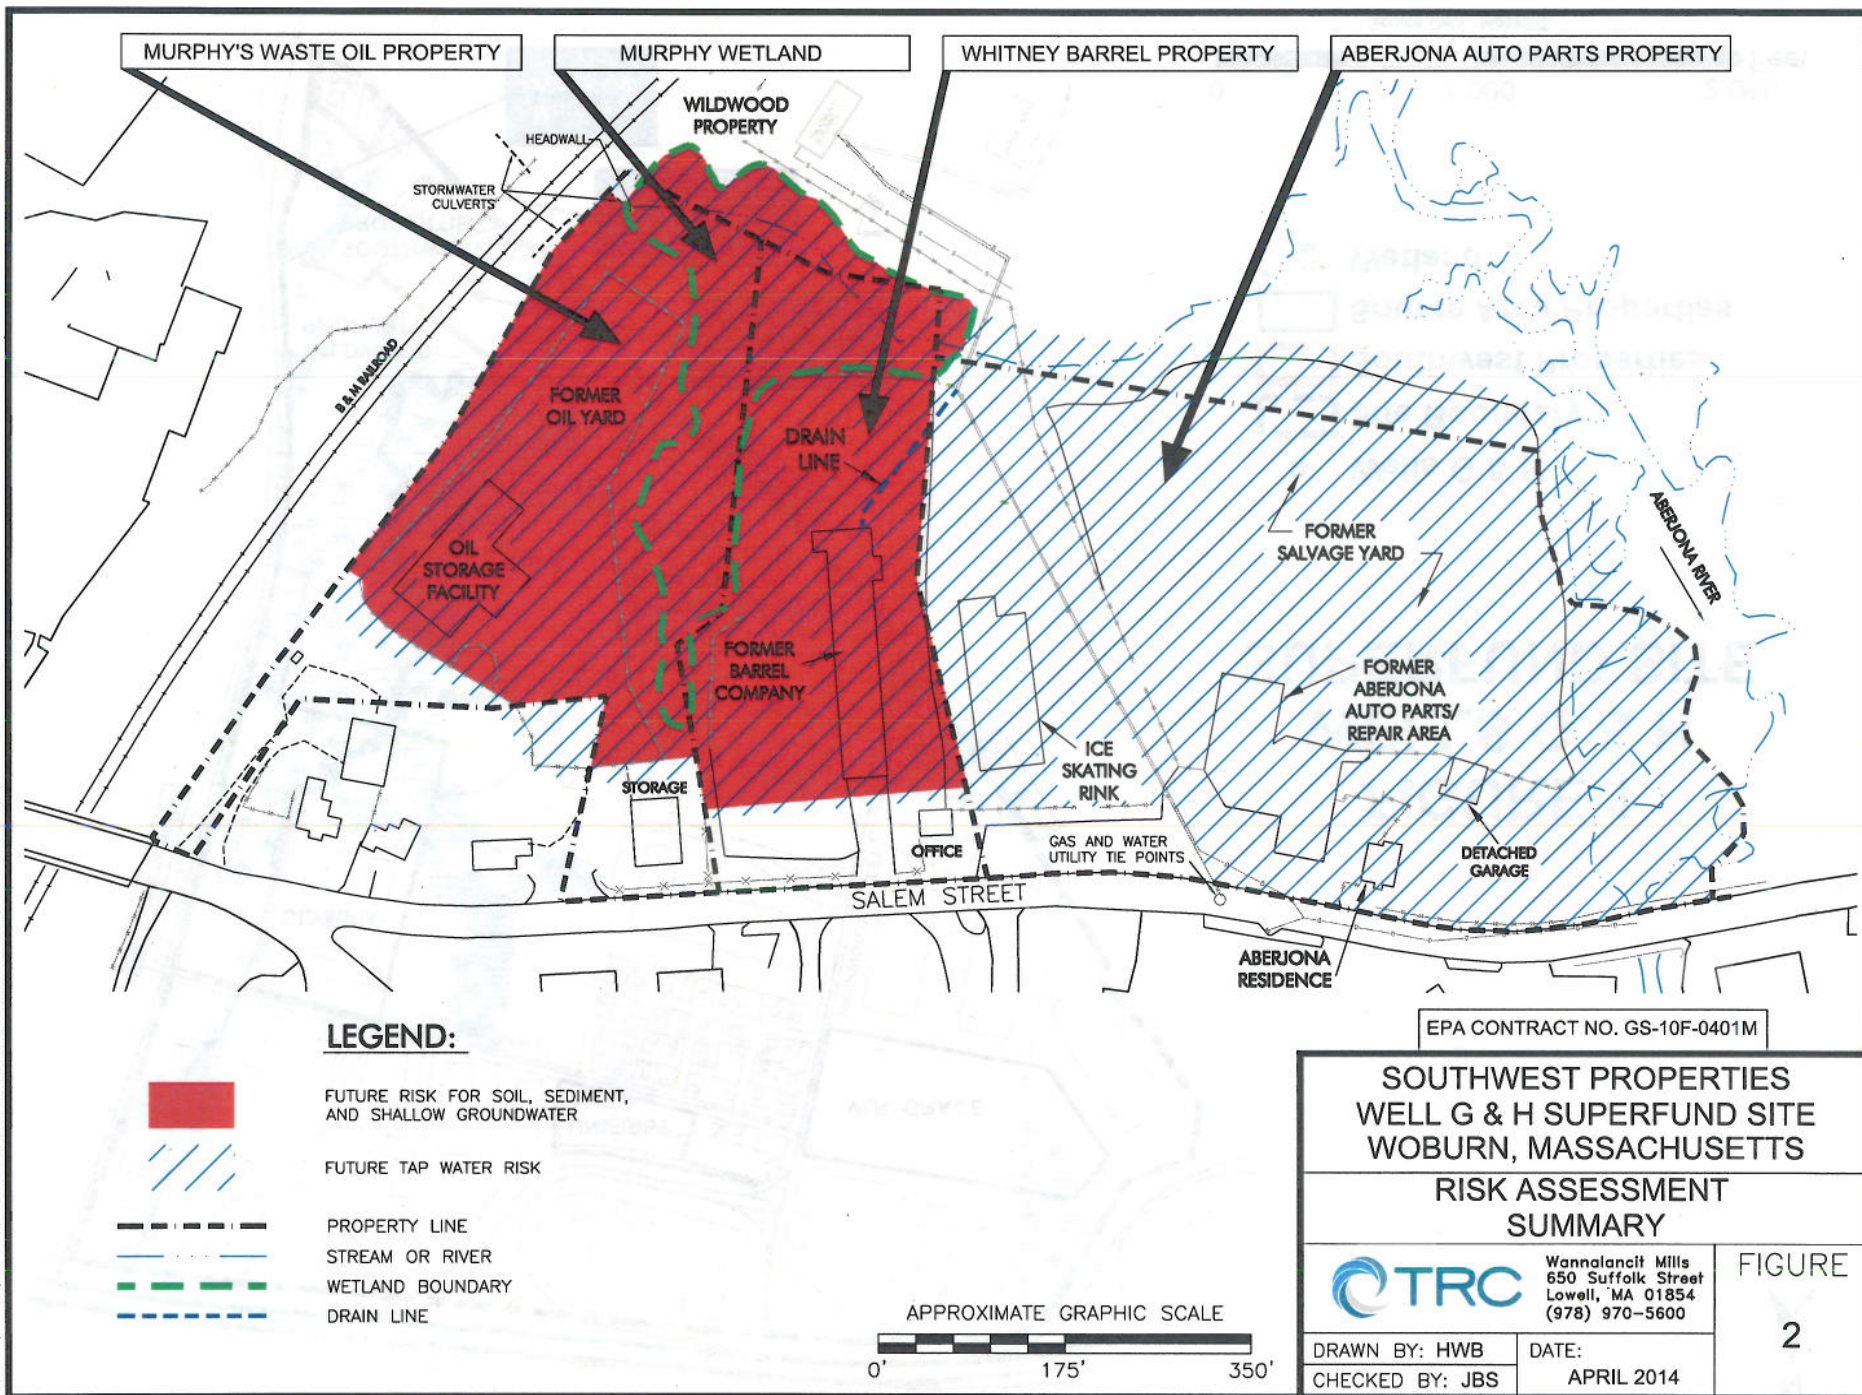 MURPHY'S WASTE OIL PROPERTY
MURPHY WETLAND
WHITNEY BARREL PROPERTY
ABERJONA AUTO PARTS PROPERTY
WILDWOOD
PROPERTY
HEADWALL
STORMWATER
CULVERTS
B & M RAILROAD
FORMER
OIL YARD
DRAIN
LINE
OIL
STORAGE
FACILITY
FORMER
BARREL
COMPANY
FORMER
SALVAGE YARD
ABERJONA RIVER
FORMER
ABERJONA
AUTO PARTS/
REPAIR AREA
ICE
SKATING
RINK
STORAGE
OFFICE
GAS AND WATER
UTILITY TIE POINTS
DETACHED
GARAGE
SALEM STREET
ABERJONA
RESIDENCE
LEGEND:
FUTURE RISK FOR SOIL, SEDIMENT,
AND SHALLOW GROUNDWATER
FUTURE TAP WATER RISK
PROPERTY LINE
STREAM OR RIVER
WETLAND BOUNDARY
DRAIN LINE
APPROXIMATE GRAPHIC SCALE
0' 175' 350'
EPA CONTRACT NO. GS-10F-0401M
SOUTHWEST PROPERTIES
WELL G & H SUPERFUND SITE
WOBURN, MASSACHUSETTS
RISK ASSESSMENT
SUMMARY
TRC
Wannalancit Mills
650 Suffolk Street
Lowell, MA 01854
(978) 970-5600
FIGURE
2
DRAWN BY: HWB
CHECKED BY: JBS
DATE:
APRIL 2014